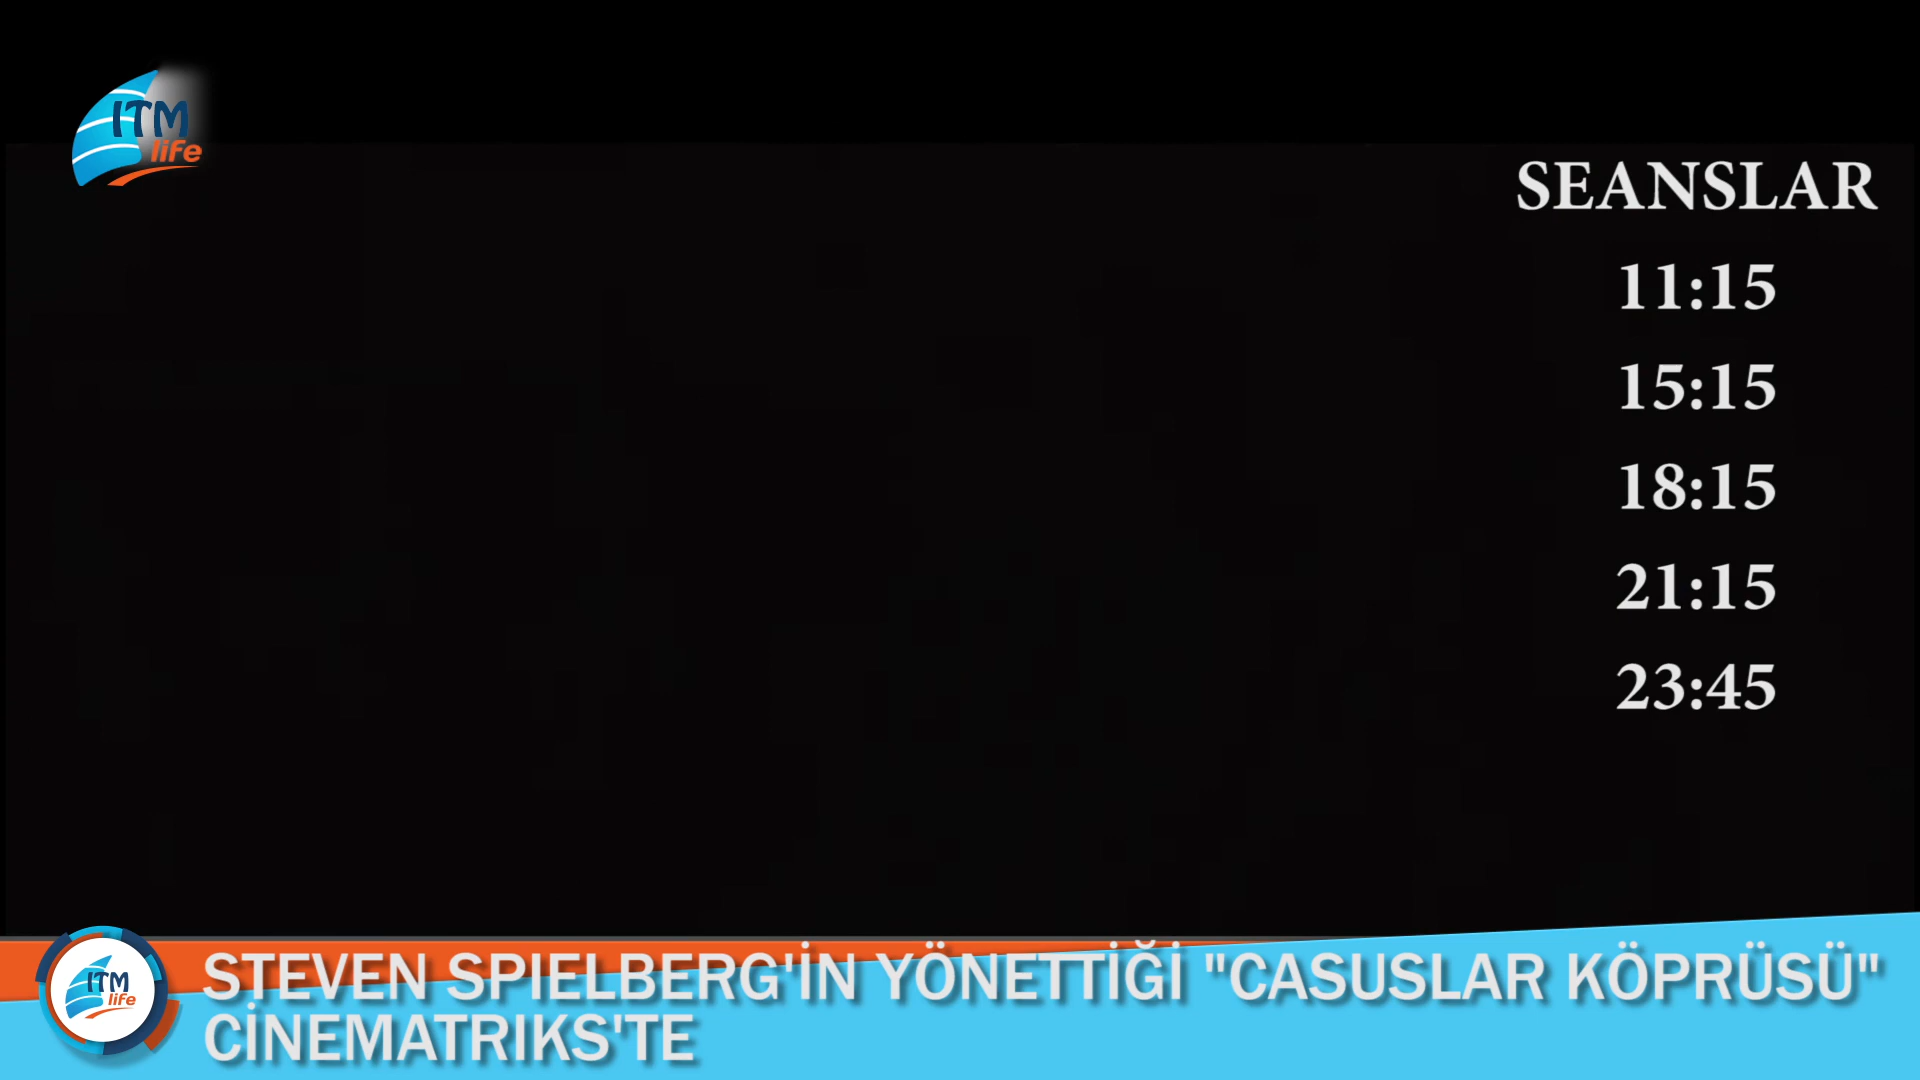 ITM
life
SEANSLAR
11:15
15:15
18:15
21:15
23:45
ITM
life
STEVEN SPIELBERG'İN YÖNETTİĞİ "CASUSLAR KÖPRÜSÜ"
CİNEMATRIKS'TE